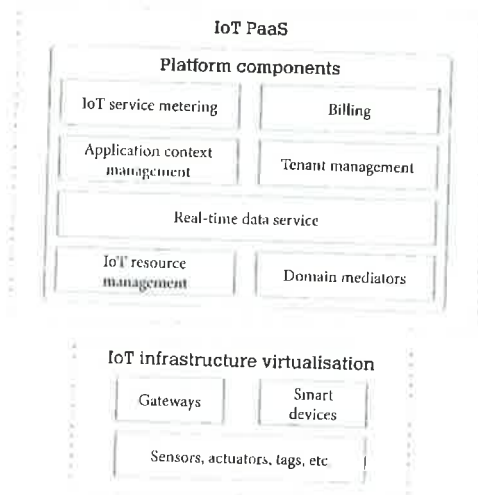 IoT PaaS
Platform components
IoT service metering
Billing
Application context
management
Tenant management
Real-time data service
IoT resource
management
Domain mediators
IoT infrastructure virtualisation
Gateways
Smart
devices
Sensors, actuators, tags, etc